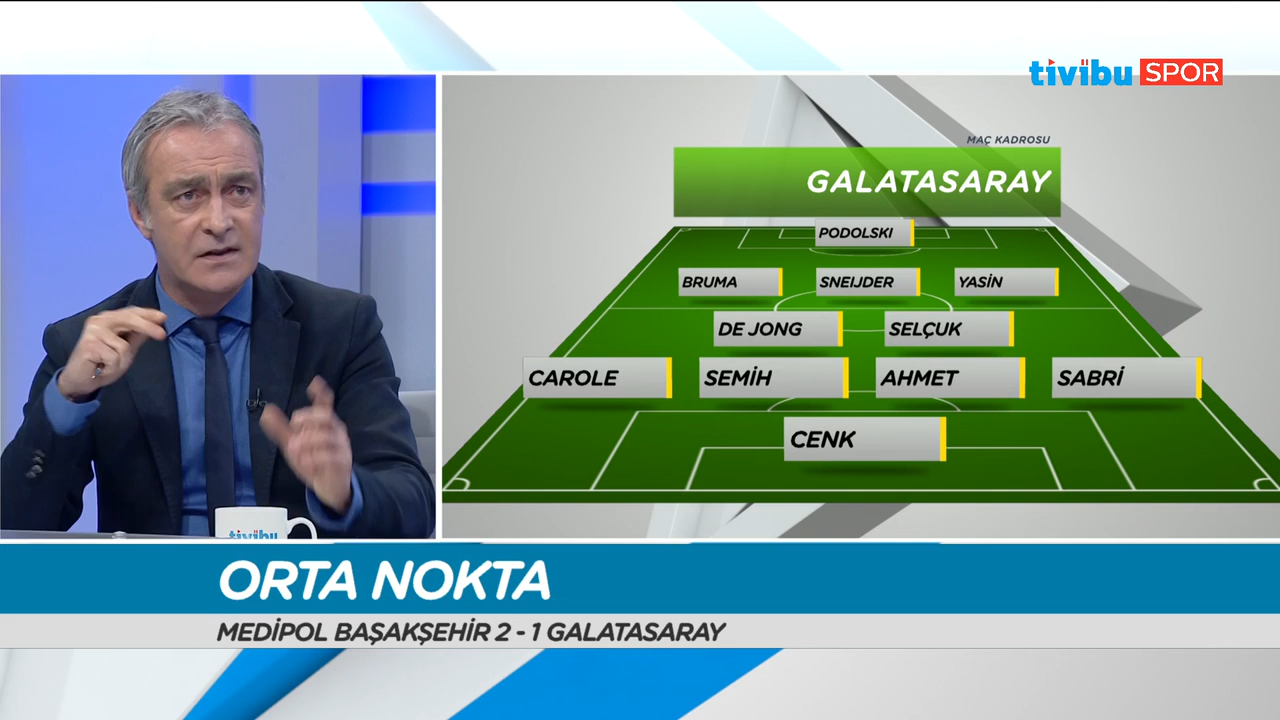 tivibu SPOR
MAÇ KADROSU
GALATASARAY
PODOLSKI
BRUMA SNEIJDER YASİN
DE JONG SELÇUK
CAROLE SEMİH AHMET SABRİ
CENK
tivibu
ORTA NOKTA
MEDİPOL BAŞAKŞEHİR 2 - 1 GALATASARAY